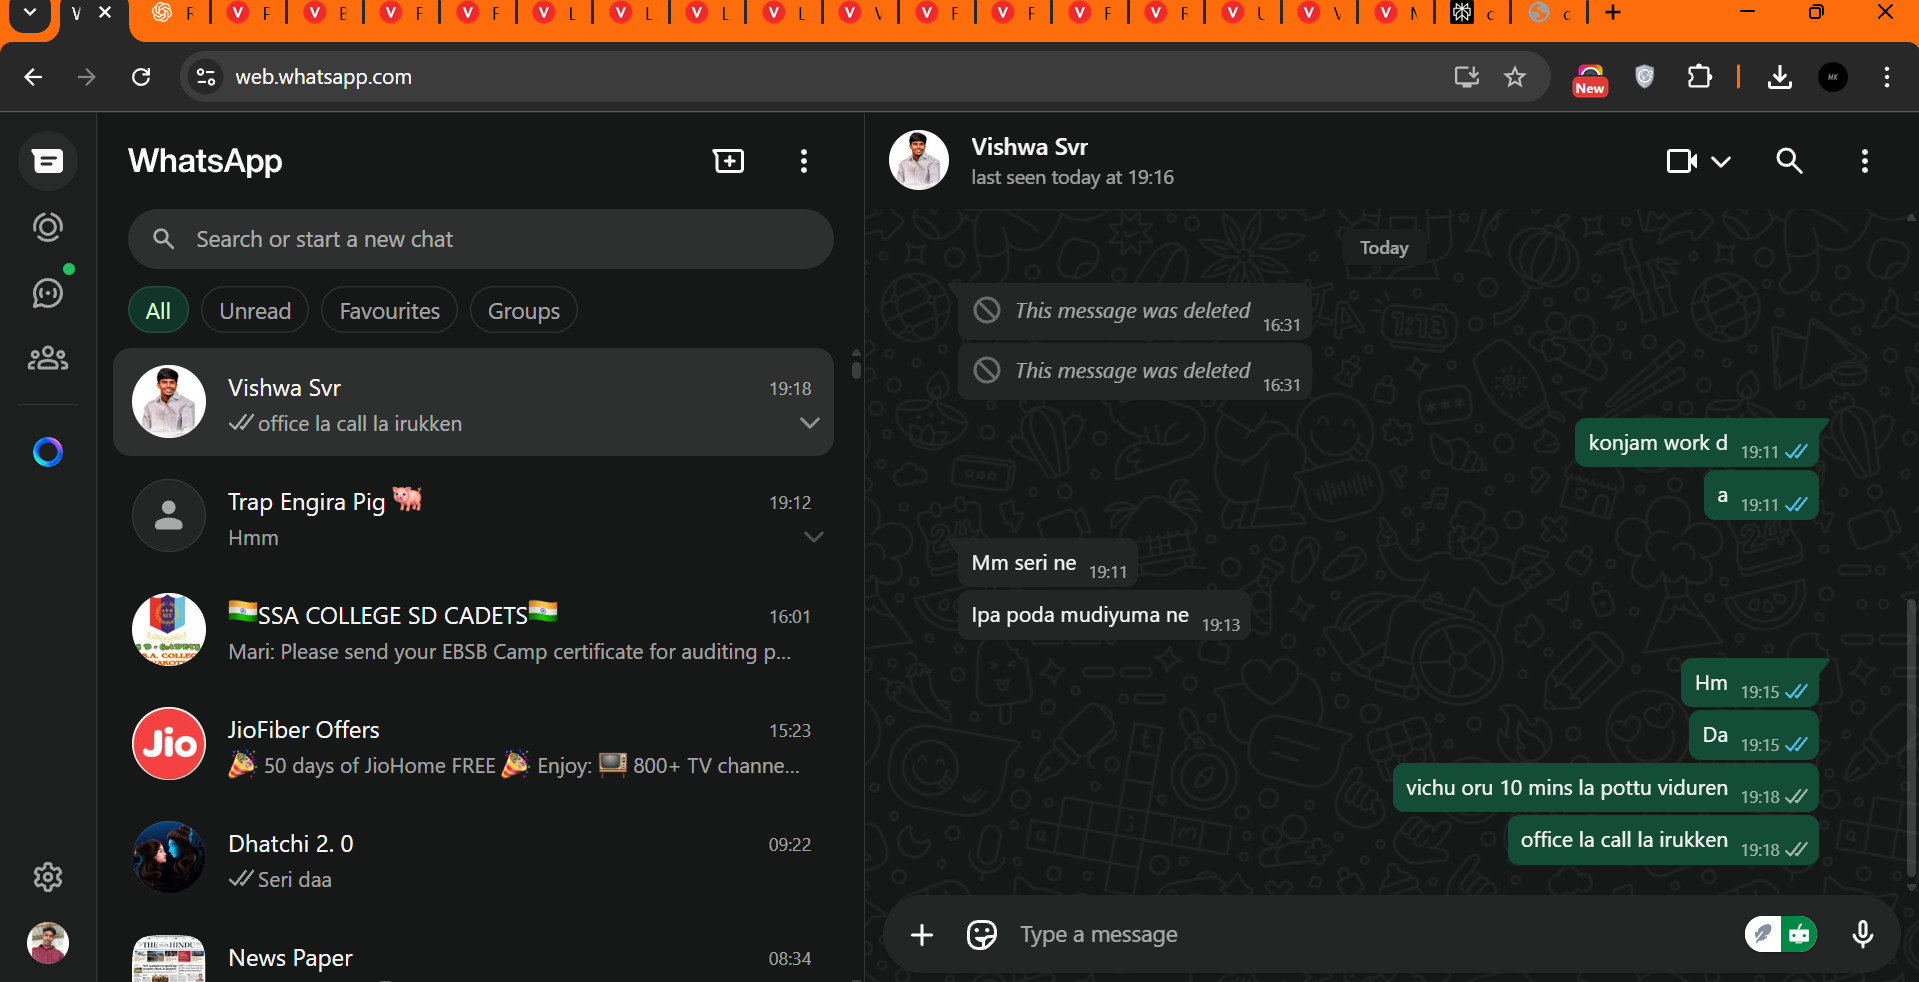 web.whatsapp.com
New
MK
WhatsApp
Search or start a new chat
All
Unread
Favourites
Groups
Vishwa Svr
19:18
office la call la irukken
Trap Engira Pig 🐖
19:12
Hmm
🇮🇳SSA COLLEGE SD CADETS🇮🇳
16:01
Mari: Please send your EBSB Camp certificate for auditing p...
Jio
JioFiber Offers
15:23
🎉 50 days of JioHome FREE 🎉 Enjoy: 📺 800+ TV channe...
Dhatchi 2. 0
09:22
Seri daa
THE HINDU
News Paper
08:34
Vishwa Svr
last seen today at 19:16
Today
This message was deleted 16:31
This message was deleted 16:31
konjam work d 19:11
a 19:11
Mm seri ne 19:11
Ipa poda mudiyuma ne 19:13
Hm 19:15
Da 19:15
vichu oru 10 mins la pottu viduren 19:18
office la call la irukken 19:18
Type a message